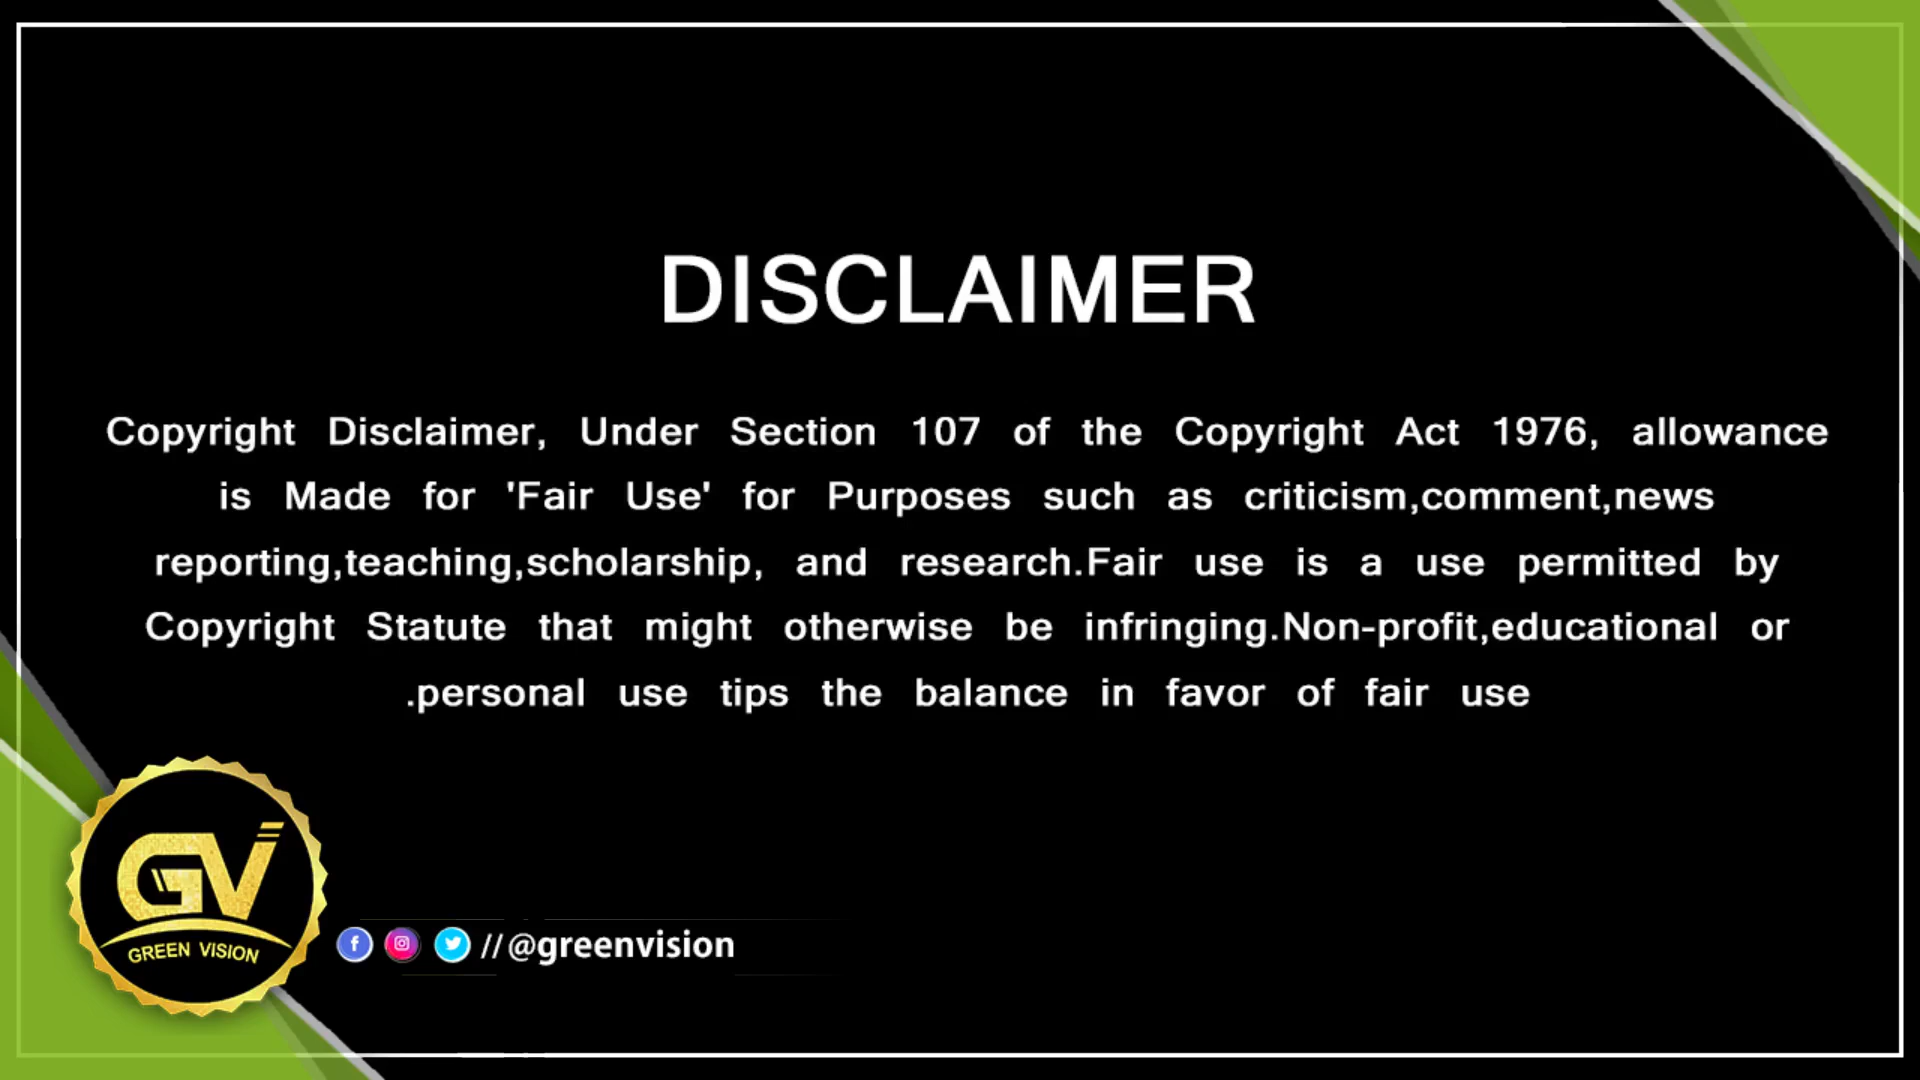 DISCLAIMER
Copyright Disclaimer, Under Section 107 of the Copyright Act 1976, allowance
is Made for 'Fair Use' for Purposes such as criticism,comment,news
reporting,teaching,scholarship, and research.Fair use is a use permitted by
Copyright Statute that might otherwise be infringing.Non-profit,educational or
.personal use tips the balance in favor of fair use
GV
GREEN VISION
//@greenvision